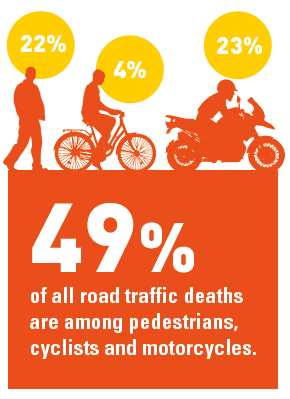 22%
4%
23%
49%
of all road traffic deaths
are among pedestrians,
cyclists and motorcycles.